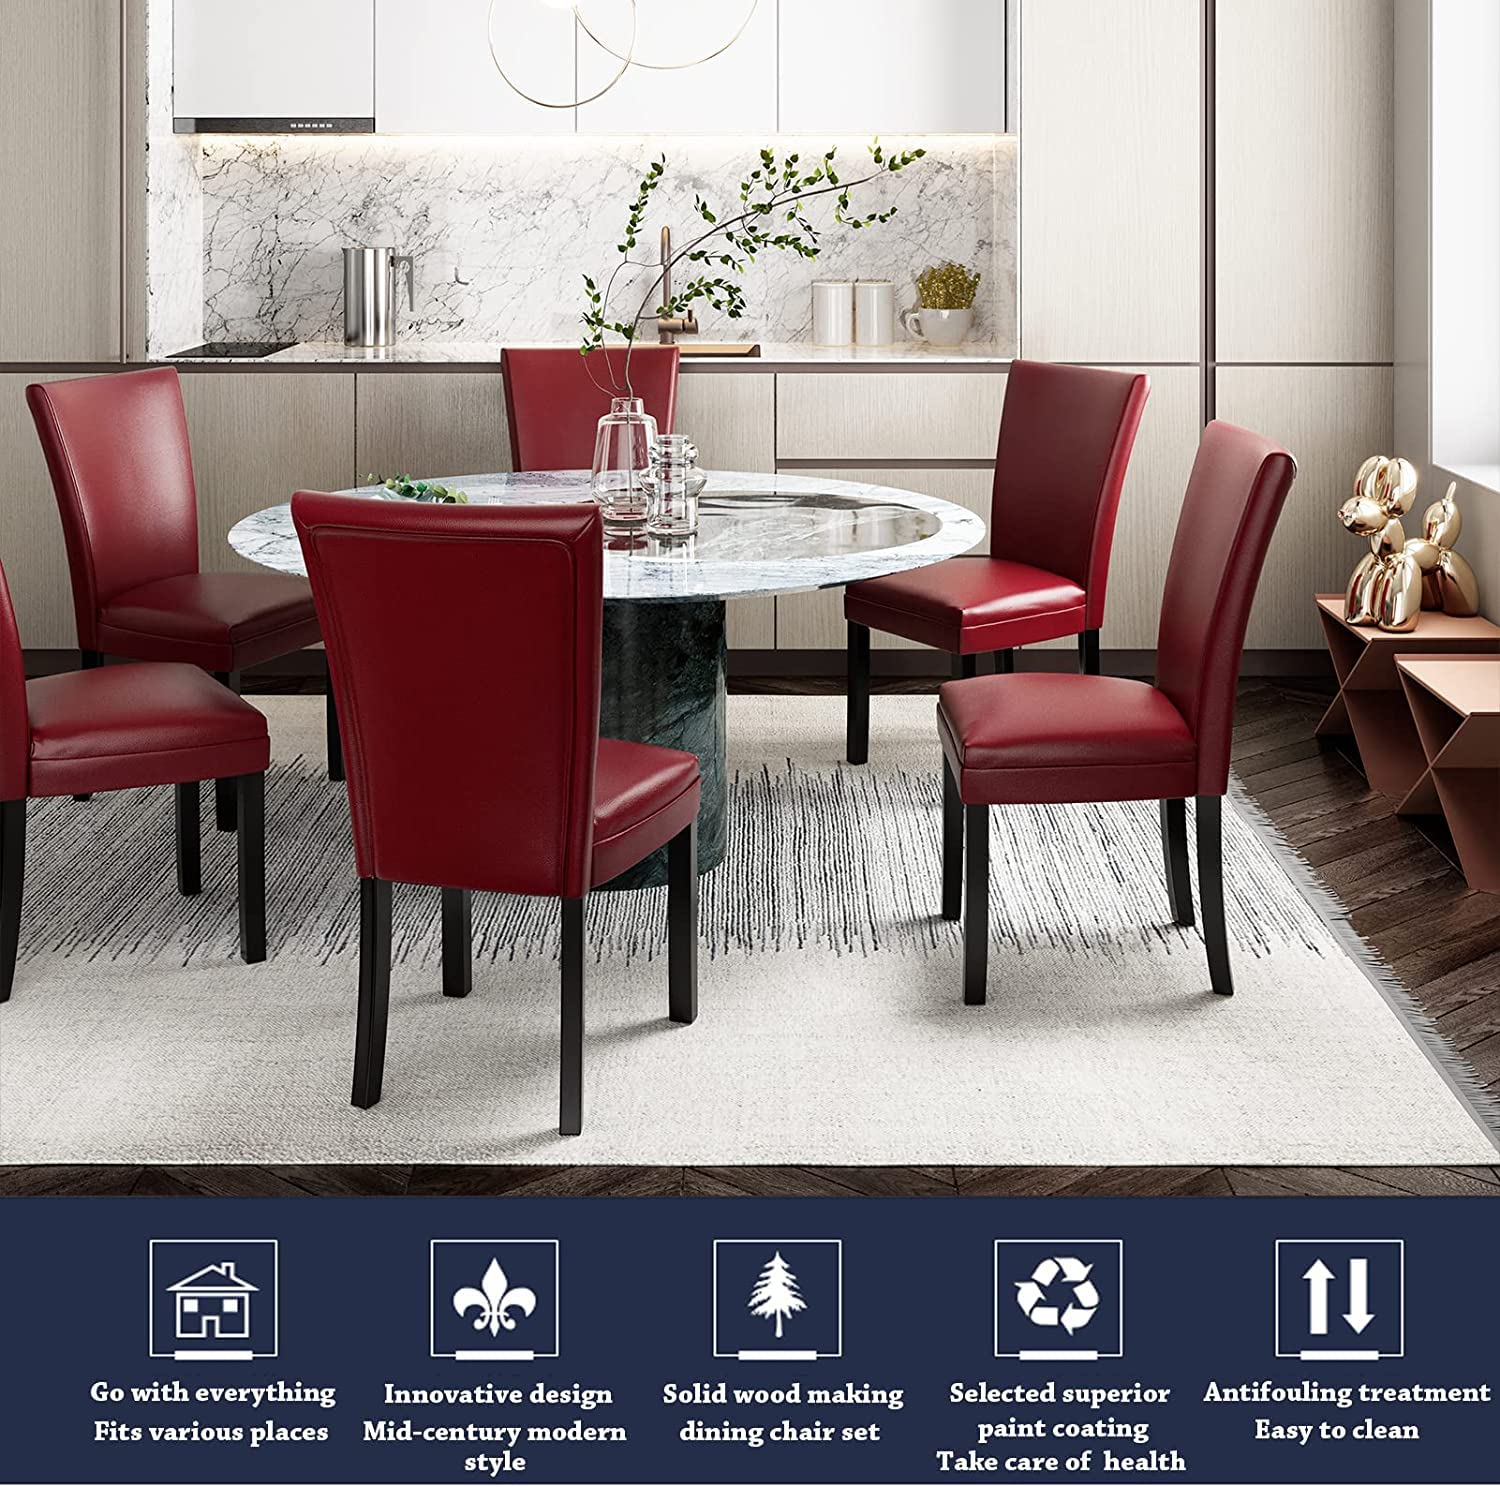 Go with everything
Fits various places
Innovative design
Mid-century modern
style
Solid wood making
dining chair set
Selected superior
paint coating
Take care of health
Antifouling treatment
Easy to clean